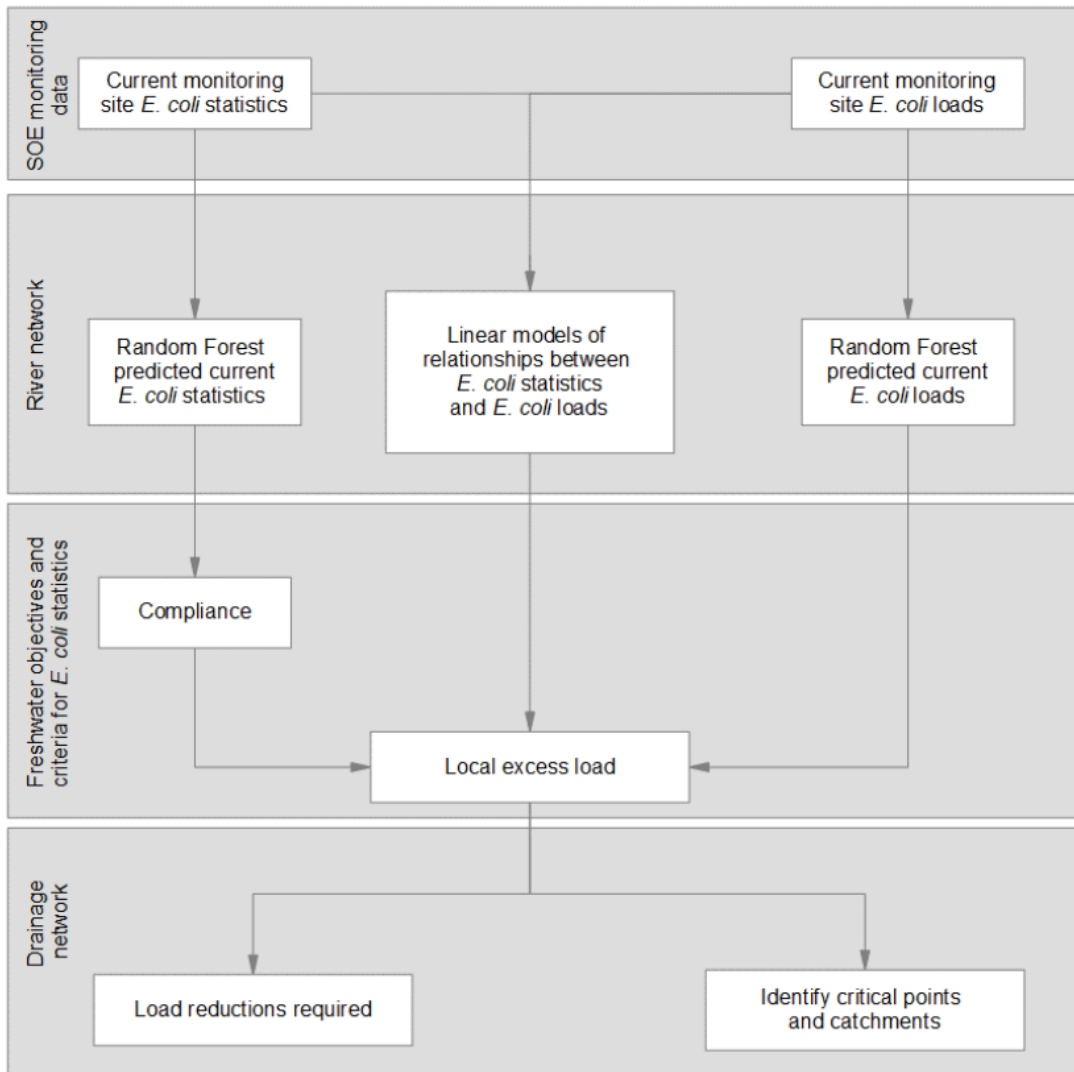 SOE monitoring
data
Current monitoring
site E. coli statistics
Current monitoring
site E. coli loads
River network
Random Forest
predicted current
E. coli statistics
Linear models of
relationships between
E. coli statistics
and E. coli loads
Random Forest
predicted current
E. coli loads
Freshwater objectives and
criteria for E. coli statistics
Compliance
Local excess load
Drainage
network
Load reductions required
Identify critical points
and catchments